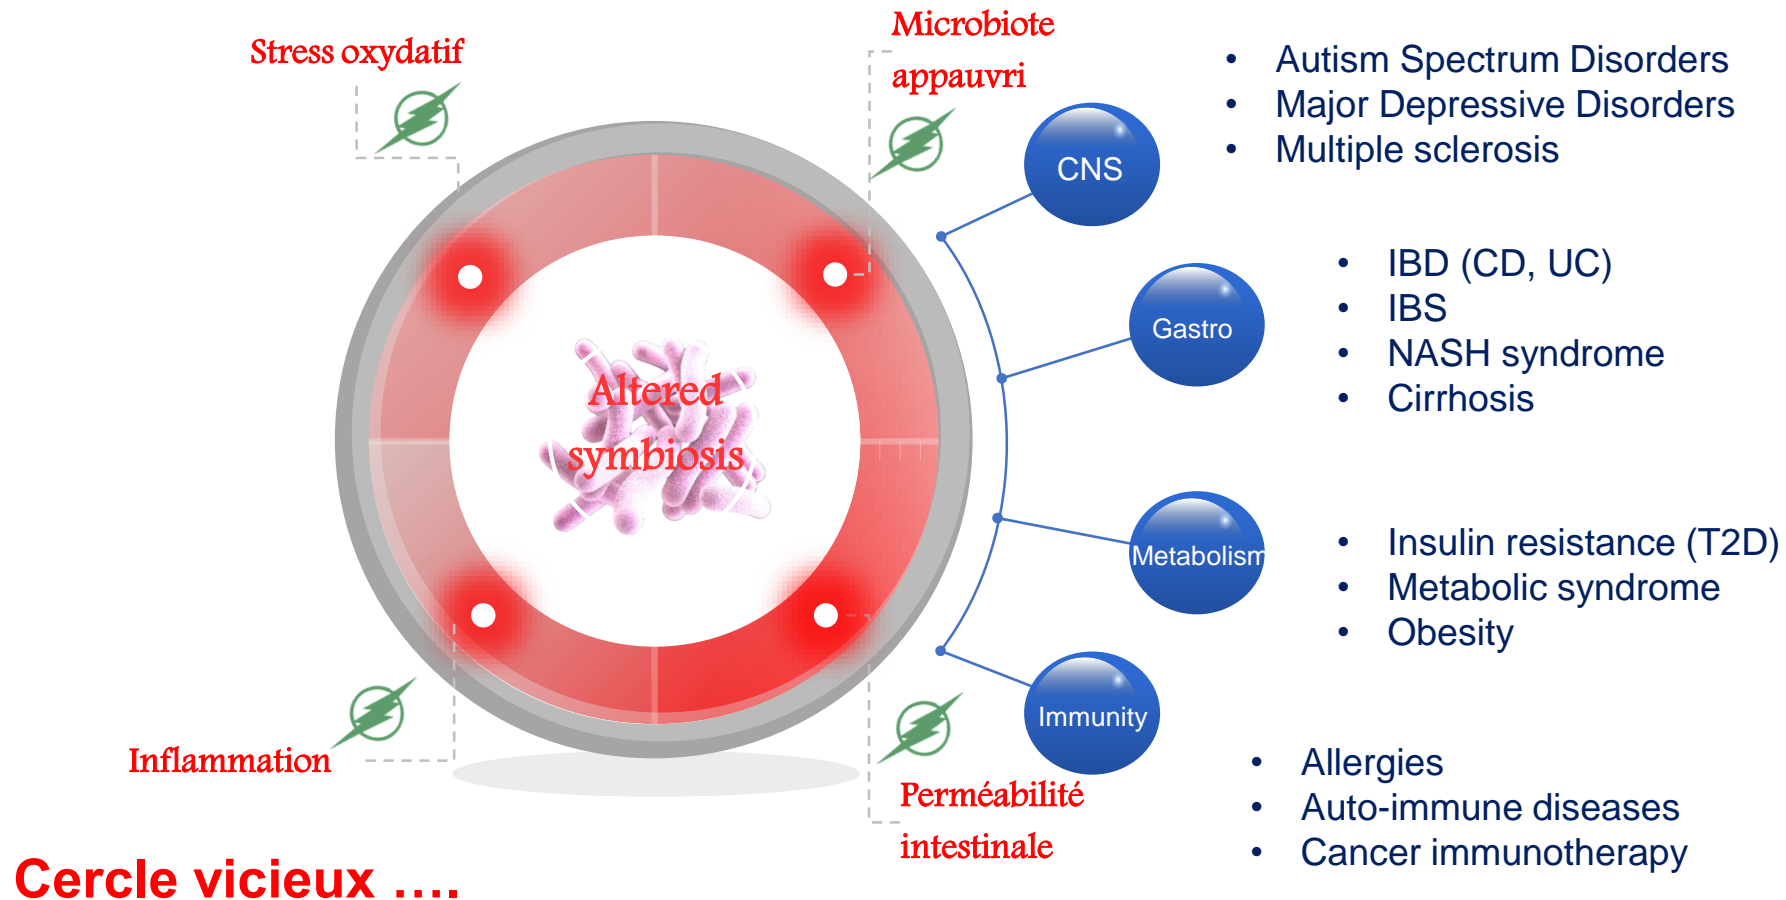 Stress oxydatif
Microbiote
appauvri
Altered
symbiosis
Inflammation
Perméabilité
intestinale
CNS
• Autism Spectrum Disorders
• Major Depressive Disorders
• Multiple sclerosis
Gastro
• IBD (CD, UC)
• IBS
• NASH syndrome
• Cirrhosis
Metabolism
• Insulin resistance (T2D)
• Metabolic syndrome
• Obesity
Immunity
• Allergies
• Auto-immune diseases
• Cancer immunotherapy
Cercle vicieux ....